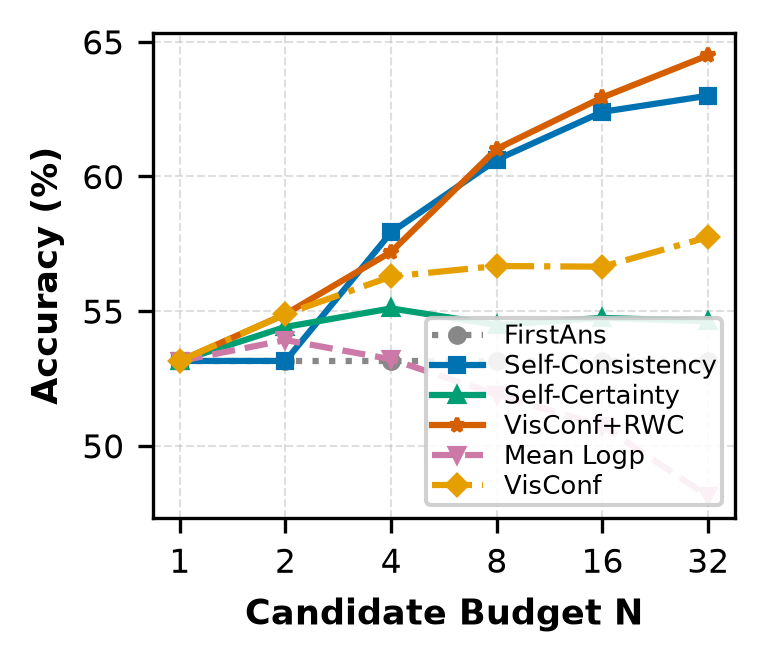 65
60
55
50
Accuracy (%)
FirstAns
Self-Consistency
Self-Certainty
VisConf+RWC
Mean Logp
VisConf
1 2 4 8 16 32
Candidate Budget N